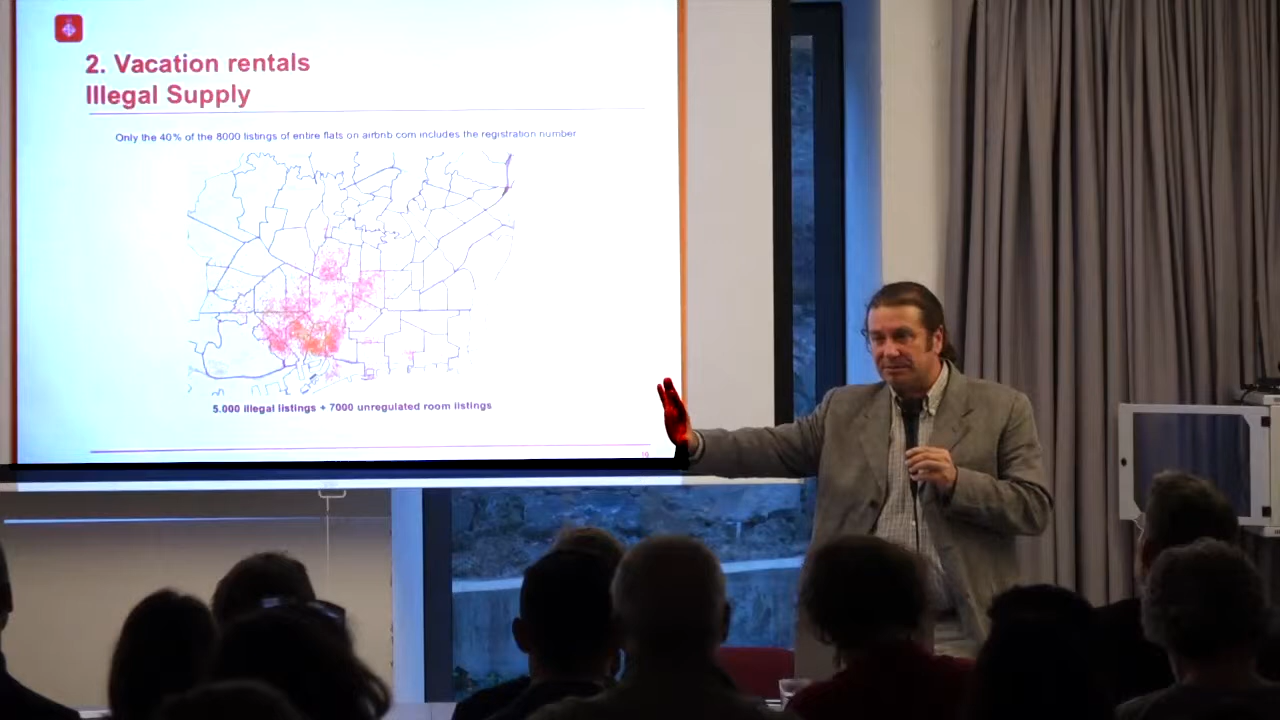 2. Vacation rentals
Illegal Supply
Only the 40% of the 8000 listings of entire flats on airbnb com includes the registration number
5.000 illegal listings + 7000 unregulated room listings